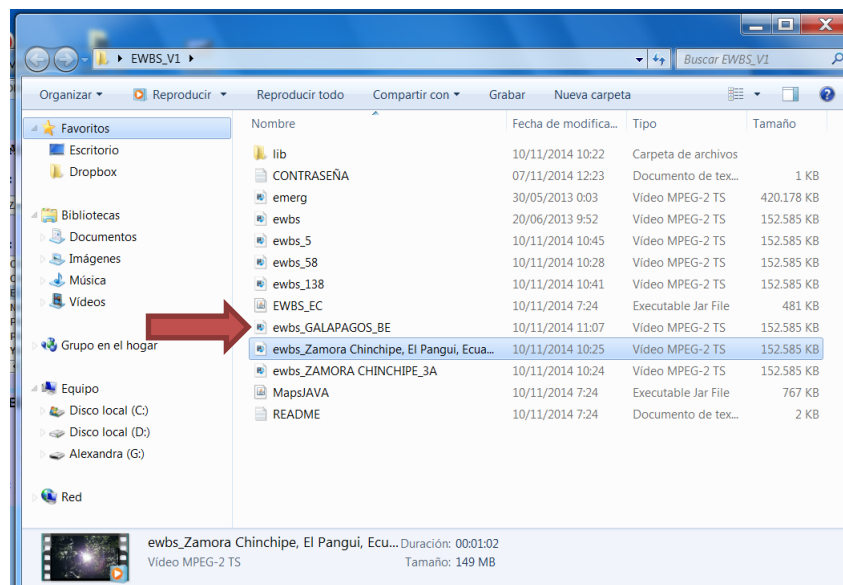 EWBS_V1
Buscar EWBS_V1
Organizar Reproducir Reproducir todo Compartir con Grabar Nueva carpeta
Favoritos
Escritorio
Dropbox
Bibliotecas
Documentos
Imágenes
Música
Vídeos
Grupo en el hogar
Equipo
Disco local (C:)
Disco local (D:)
Alexandra (G:)
Red
Nombre Fecha de modifica... Tipo Tamaño
lib 10/11/2014 10:22 Carpeta de archivos
CONTRASEÑA 07/11/2014 12:23 Documento de tex... 1 KB
emerg 30/05/2013 0:03 Vídeo MPEG-2 TS 420.178 KB
ewbs 20/06/2013 9:52 Vídeo MPEG-2 TS 152.585 KB
ewbs_5 10/11/2014 10:45 Vídeo MPEG-2 TS 152.585 KB
ewbs_58 10/11/2014 10:28 Vídeo MPEG-2 TS 152.585 KB
ewbs_138 10/11/2014 10:41 Vídeo MPEG-2 TS 152.585 KB
EWBS_EC 10/11/2014 7:24 Executable Jar File 481 KB
ewbs_GALAPAGOS_BE 10/11/2014 11:07 Vídeo MPEG-2 TS 152.585 KB
ewbs_Zamora Chinchipe, El Pangui, Ecua... 10/11/2014 10:25 Vídeo MPEG-2 TS 152.585 KB
ewbs_ZAMORA CHINCHIPE_3A 10/11/2014 10:24 Vídeo MPEG-2 TS 152.585 KB
MapsJAVA 10/11/2014 7:24 Executable Jar File 767 KB
README 10/11/2014 7:24 Documento de tex... 2 KB
ewbs_Zamora Chinchipe, El Pangui, Ecu... Duración: 00:01:02
Vídeo MPEG-2 TS Tamaño: 149 MB